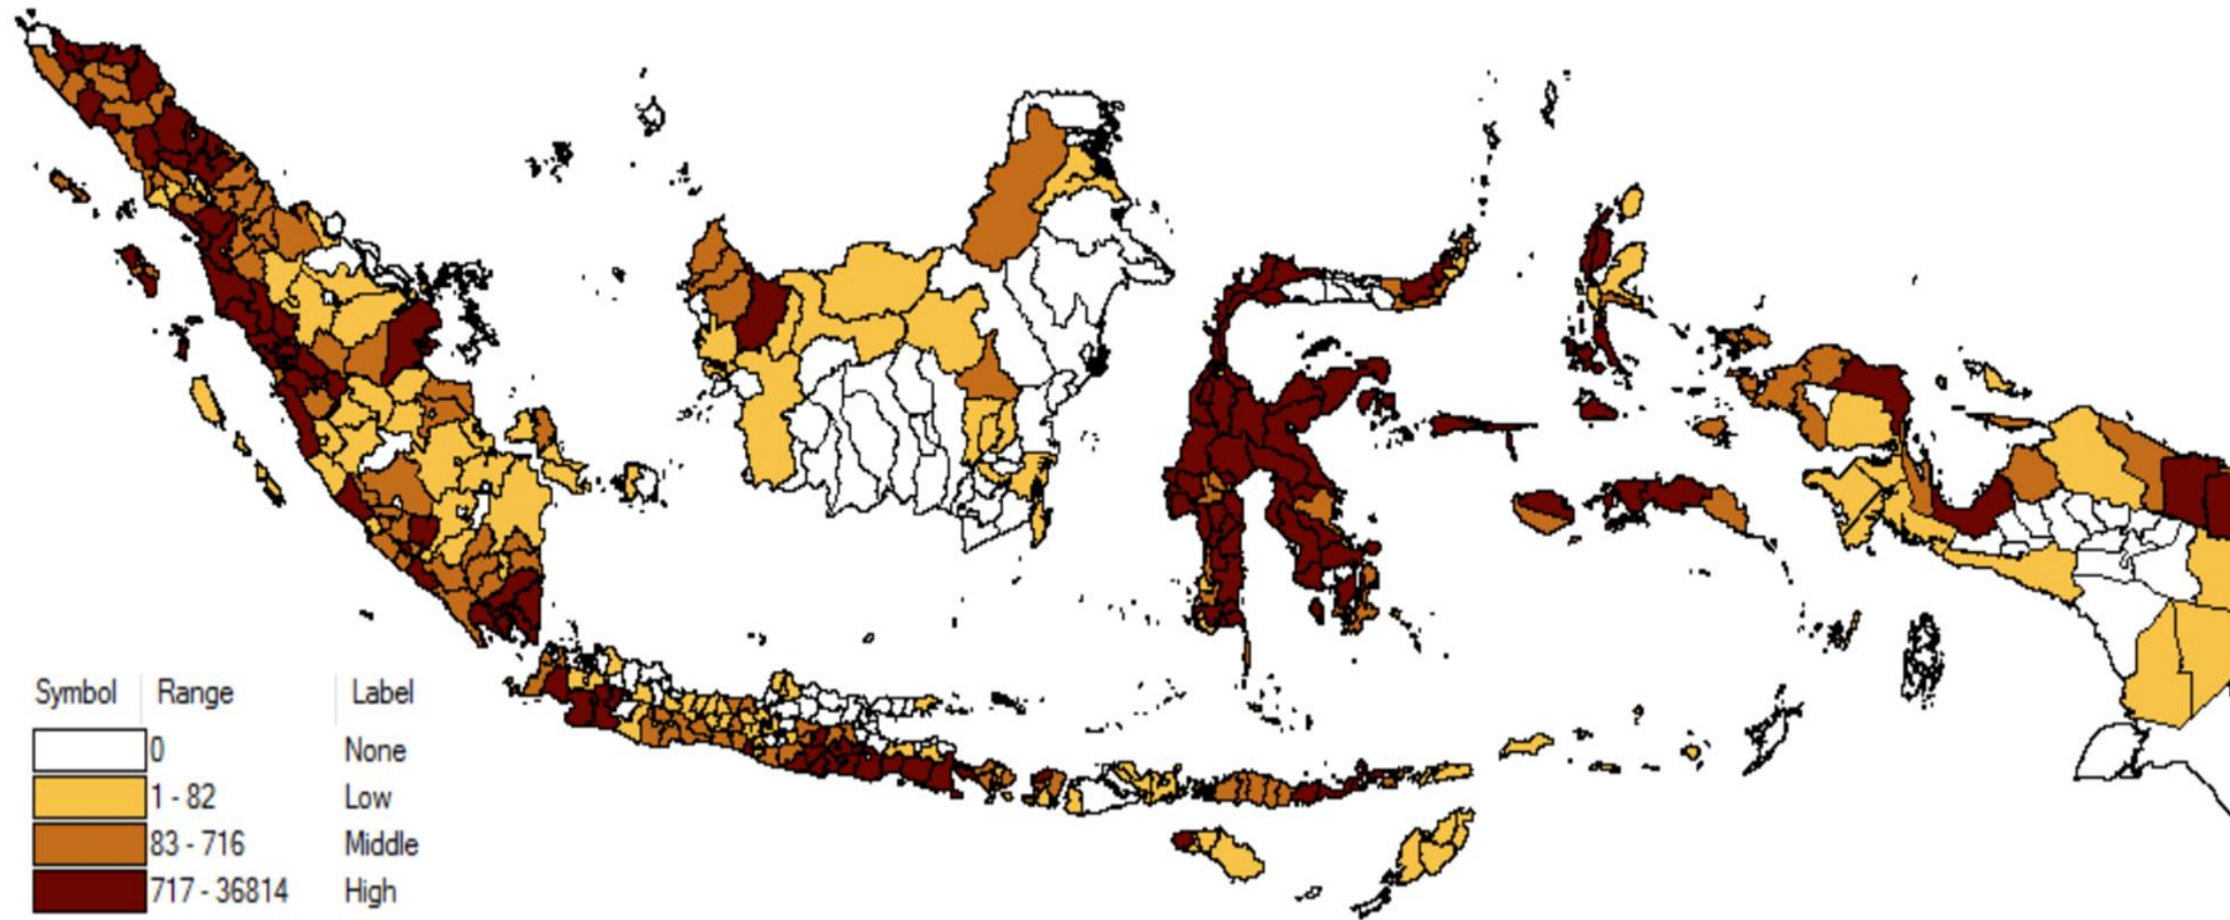 Symbol Range Label
0 None
1 - 82 Low
83 - 716 Middle
717 - 36814 High